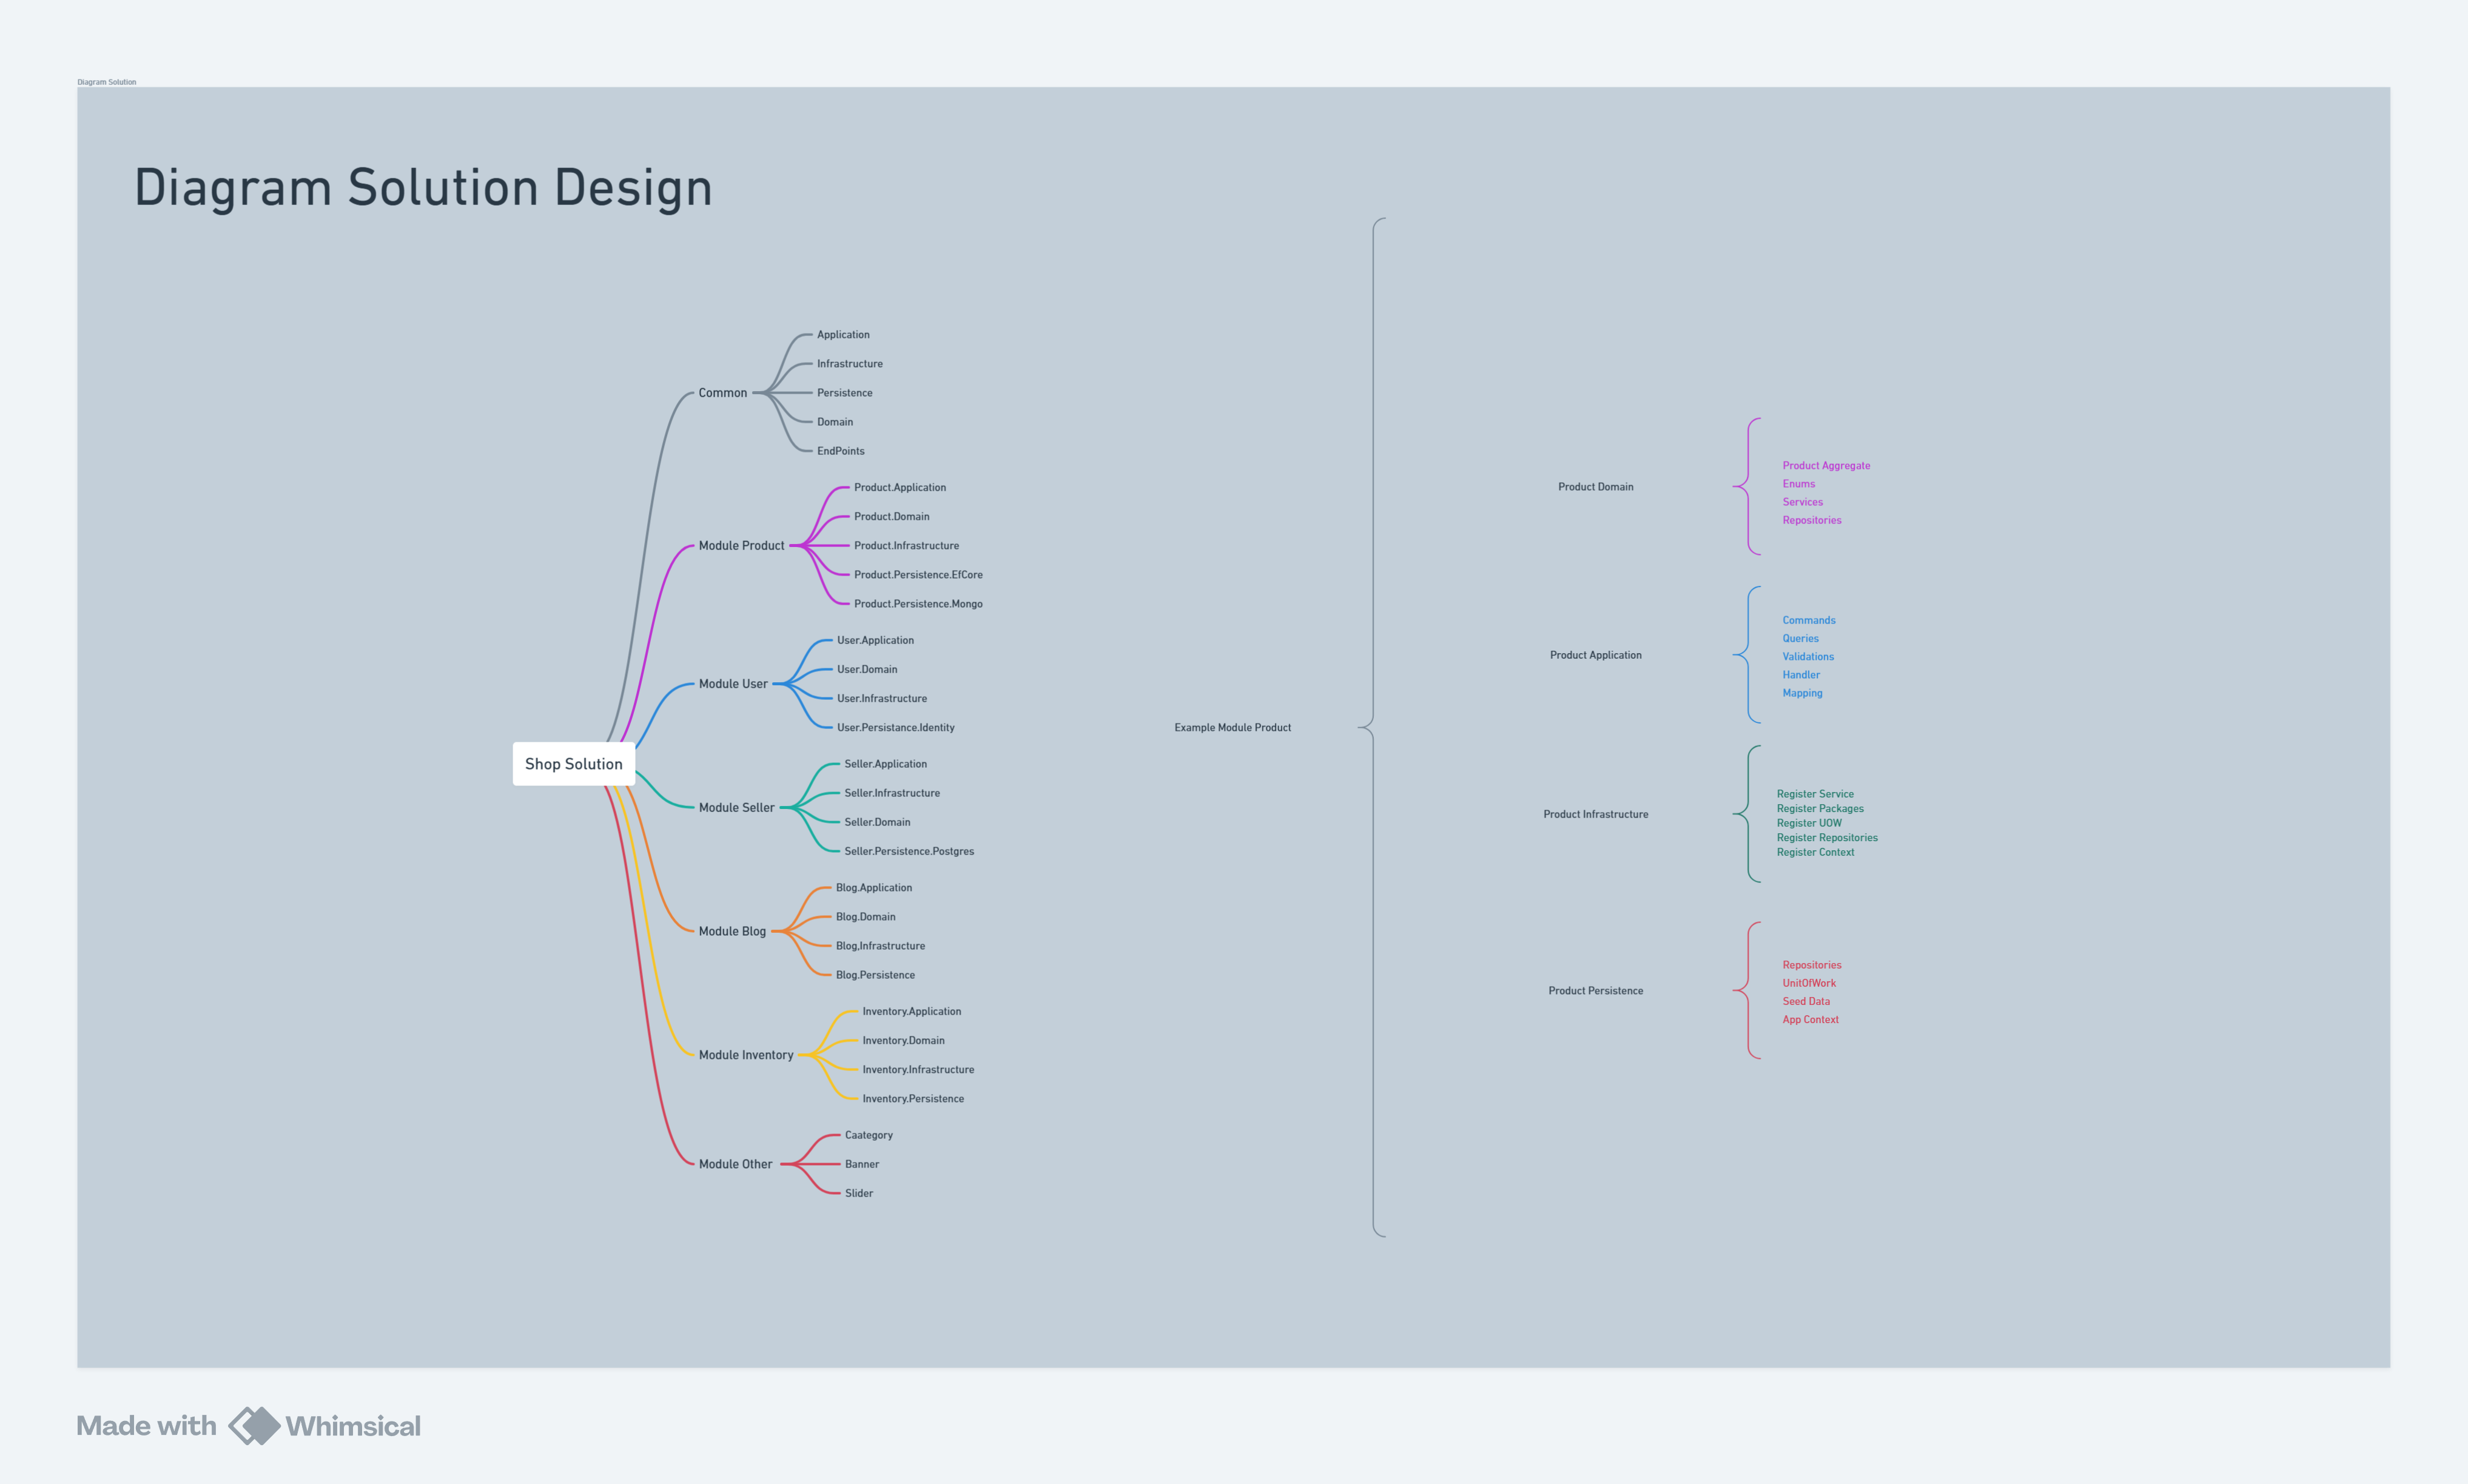 Diagram Solution
Diagram Solution Design
Shop Solution
Common
Application
Infrastructure
Persistence
Domain
EndPoints
Module Product
Product.Application
Product.Domain
Product.Infrastructure
Product.Persistence.EfCore
Product.Persistence.Mongo
Module User
User.Application
User.Domain
User.Infrastructure
User.Persistance.Identity
Module Seller
Seller.Application
Seller.Infrastructure
Seller.Domain
Seller.Persistence.Postgres
Module Blog
Blog.Application
Blog.Domain
Blog,Infrastructure
Blog.Persistence
Module Inventory
Inventory.Application
Inventory.Domain
Inventory.Infrastructure
Inventory.Persistence
Module Other
Caategory
Banner
Slider
Example Module Product
Product Domain
Product Aggregate
Enums
Services
Repositories
Product Application
Commands
Queries
Validations
Handler
Mapping
Product Infrastructure
Register Service
Register Packages
Register UOW
Register Repositories
Register Context
Product Persistence
Repositories
UnitOfWork
Seed Data
App Context
Made with Whimsical